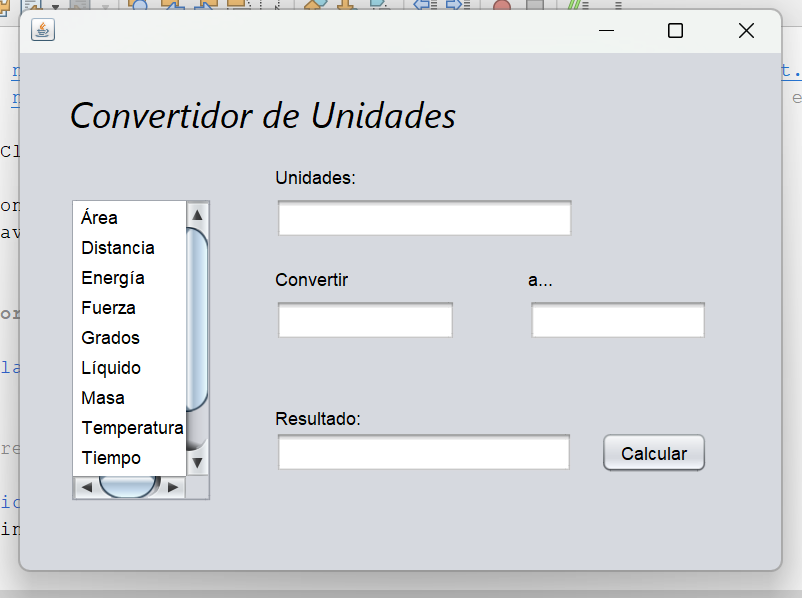 Convertidor de Unidades
Unidades:
Área
Distancia
Energía
Fuerza
Grados
Líquido
Masa
Temperatura
Tiempo
Convertir a...
Resultado:
Calcular